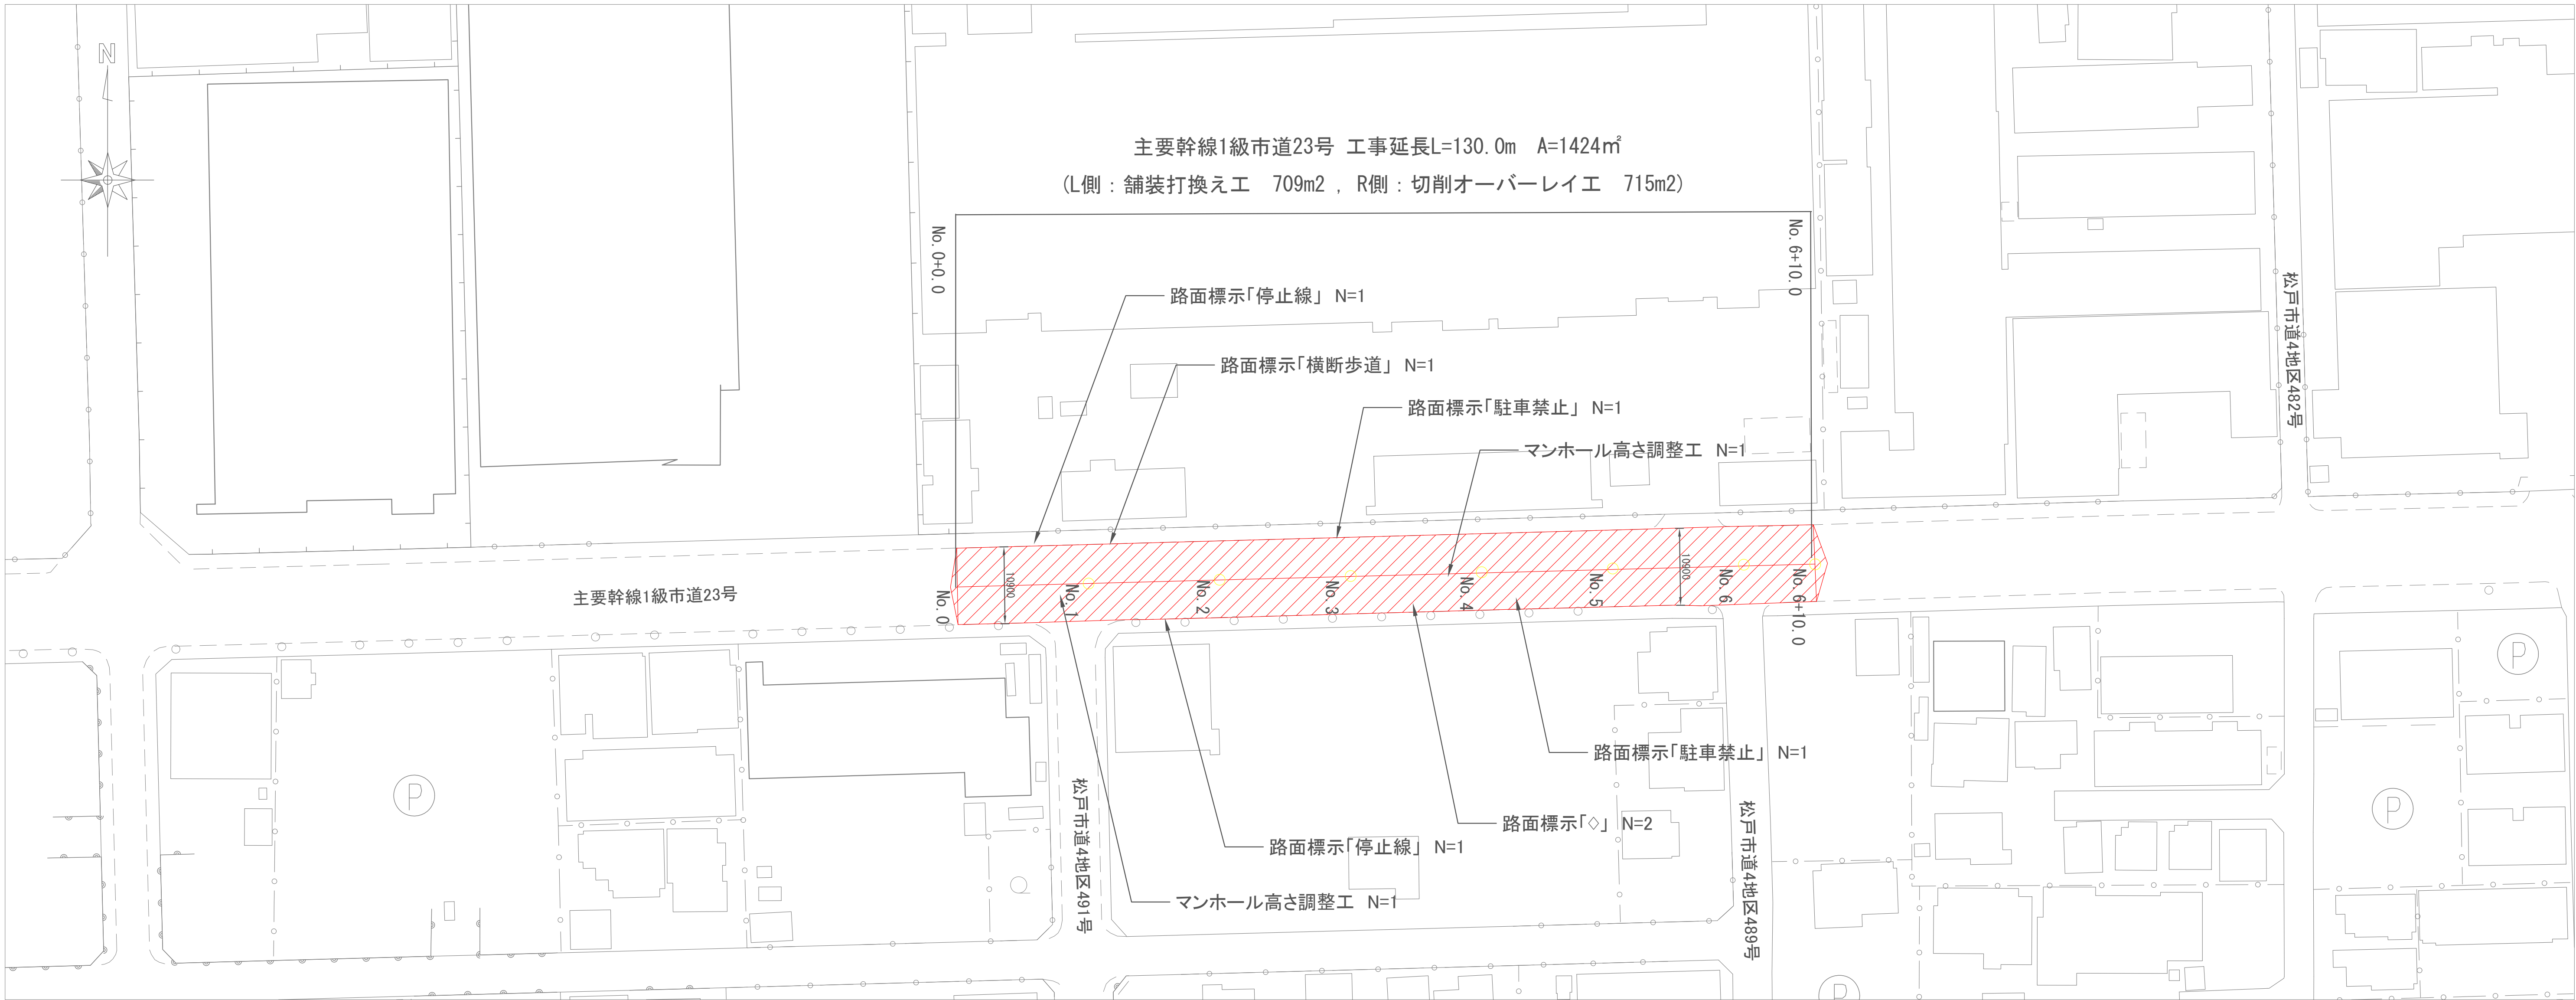 N
主要幹線1級市道23号 工事延長L=130.0m A=1424㎡
(L側：舗装打換え工 709m2 , R側：切削オーバーレイ工 715m2)
No. 0+0.0
No. 6+10.0
路面標示「停止線」 N=1
路面標示「横断歩道」 N=1
路面標示「駐車禁止」 N=1
マンホール高さ調整工 N=1
松戸市道4地区482号
主要幹線1級市道23号
10900
10900
No. 0
No. 1
No. 2
No. 3
No. 4
No. 5
No. 6
No. 6+10.0
P
路面標示「駐車禁止」 N=1
P
路面標示「◇」 N=2
P
路面標示「停止線」 N=1
マンホール高さ調整工 N=1
松戸市道4地区491号
松戸市道4地区489号
P